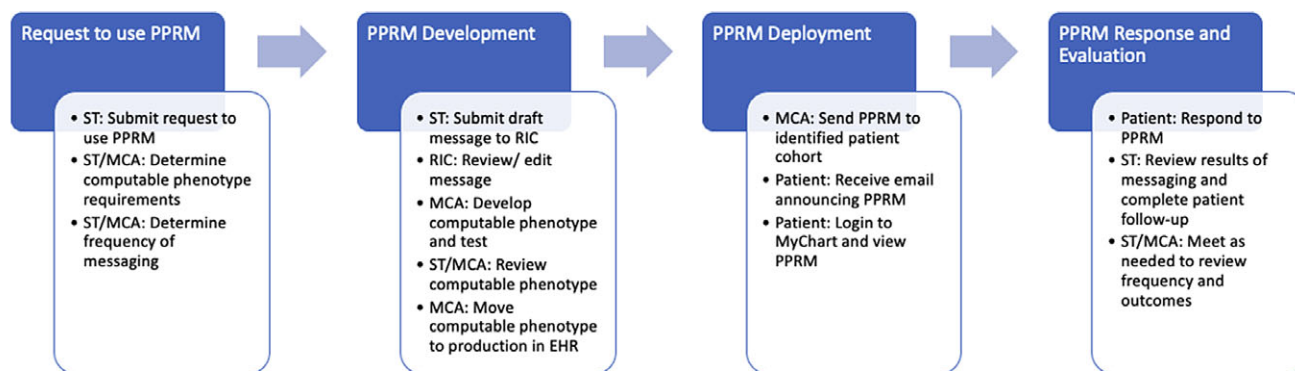 Request to use PPRM
• ST: Submit request to
use PPRM
• ST/MCA: Determine
computable phenotype
requirements
• ST/MCA: Determine
frequency of
messaging
PPRM Development
• ST: Submit draft
message to RIC
• RIC: Review/ edit
message
• MCA: Develop
computable phenotype
and test
• ST/MCA: Review
computable phenotype
• MCA: Move
computable phenotype
to production in EHR
PPRM Deployment
• MCA: Send PPRM to
identified patient
cohort
• Patient: Receive email
announcing PPRM
• Patient: Login to
MyChart and view
PPRM
PPRM Response and
Evaluation
• Patient: Respond to
PPRM
• ST: Review results of
messaging and
complete patient
follow-up
• ST/MCA: Meet as
needed to review
frequency and
outcomes